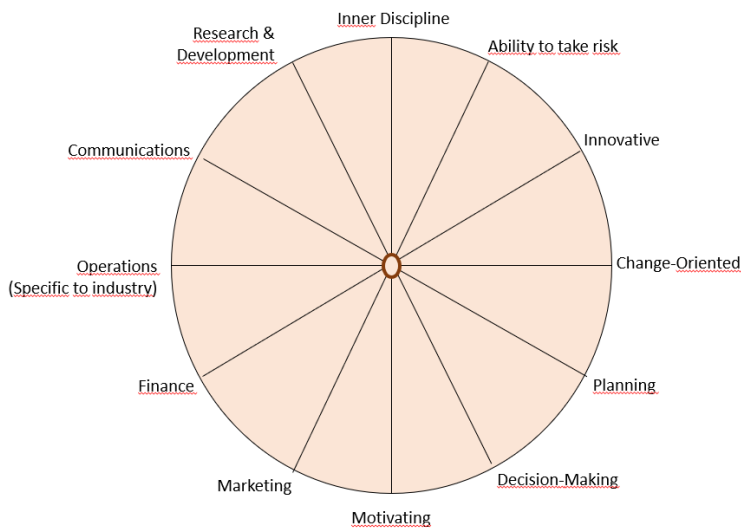 Inner Discipline
Ability to take risk
Innovative
Change-Oriented
Planning
Decision-Making
Motivating
Marketing
Finance
Operations
(Specific to industry)
Communications
Research &
Development